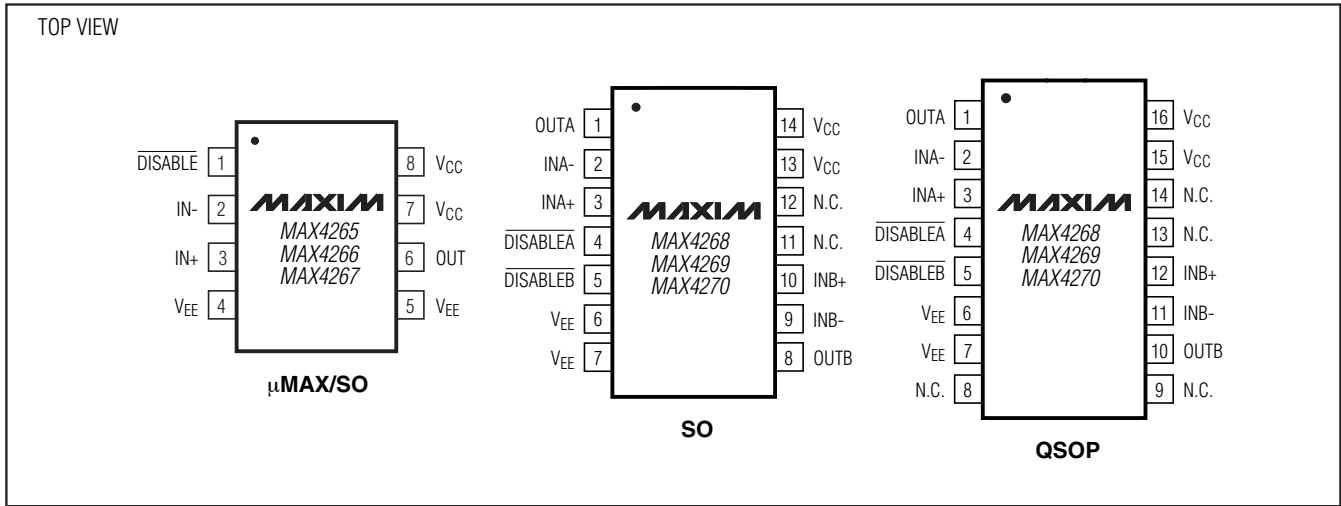 TOP VIEW
DISABLE 1
IN- 2
IN+ 3
VEE 4
8 VCC
7 VCC
6 OUT
5 VEE
MAXIM
MAX4265
MAX4266
MAX4267
µMAX/SO
OUTA 1
INA- 2
INA+ 3
DISABLEA 4
DISABLEB 5
VEE 6
VEE 7
14 VCC
13 VCC
12 N.C.
11 N.C.
10 INB+
9 INB-
8 OUTB
MAXIM
MAX4268
MAX4269
MAX4270
SO
OUTA 1
INA- 2
INA+ 3
DISABLEA 4
DISABLEB 5
VEE 6
VEE 7
N.C. 8
16 VCC
15 VCC
14 N.C.
13 N.C.
12 INB+
11 INB-
10 OUTB
9 N.C.
MAXIM
MAX4268
MAX4269
MAX4270
QSOP